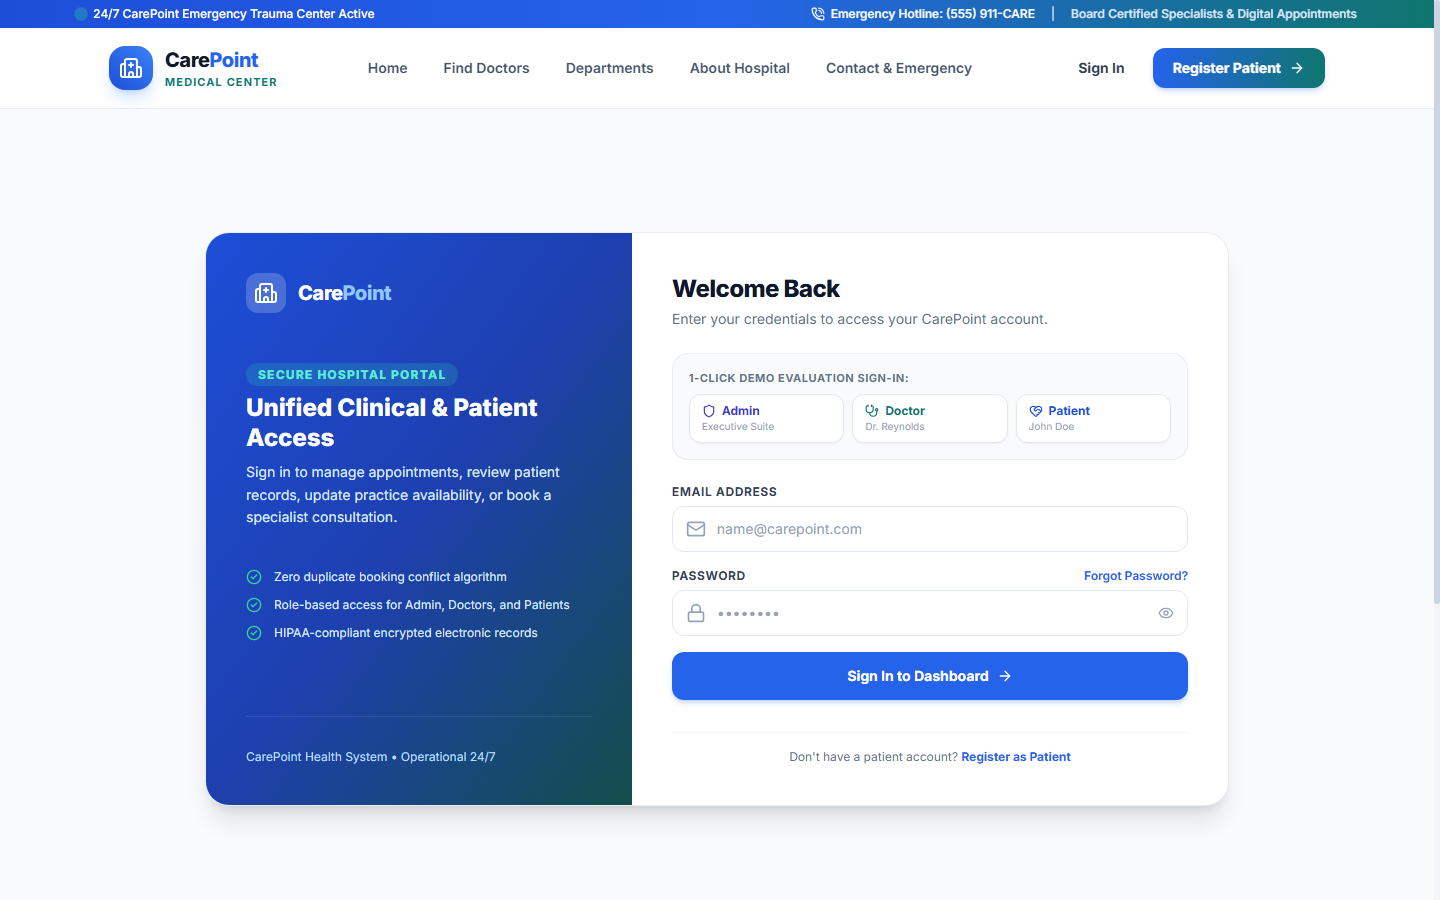 24/7 CarePoint Emergency Trauma Center Active
Emergency Hotline: (555) 911-CARE | Board Certified Specialists & Digital Appointments
CarePoint
MEDICAL CENTER
Home
Find Doctors
Departments
About Hospital
Contact & Emergency
Sign In
Register Patient
CarePoint
SECURE HOSPITAL PORTAL
Unified Clinical & Patient
Access
Sign in to manage appointments, review patient
records, update practice availability, or book a
specialist consultation.
Zero duplicate booking conflict algorithm
Role-based access for Admin, Doctors, and Patients
HIPAA-compliant encrypted electronic records
CarePoint Health System • Operational 24/7
Welcome Back
Enter your credentials to access your CarePoint account.
1-CLICK DEMO EVALUATION SIGN-IN:
Admin
Executive Suite
Doctor
Dr. Reynolds
Patient
John Doe
EMAIL ADDRESS
name@carepoint.com
PASSWORD
Forgot Password?
••••••••
Sign In to Dashboard
Don't have a patient account? Register as Patient